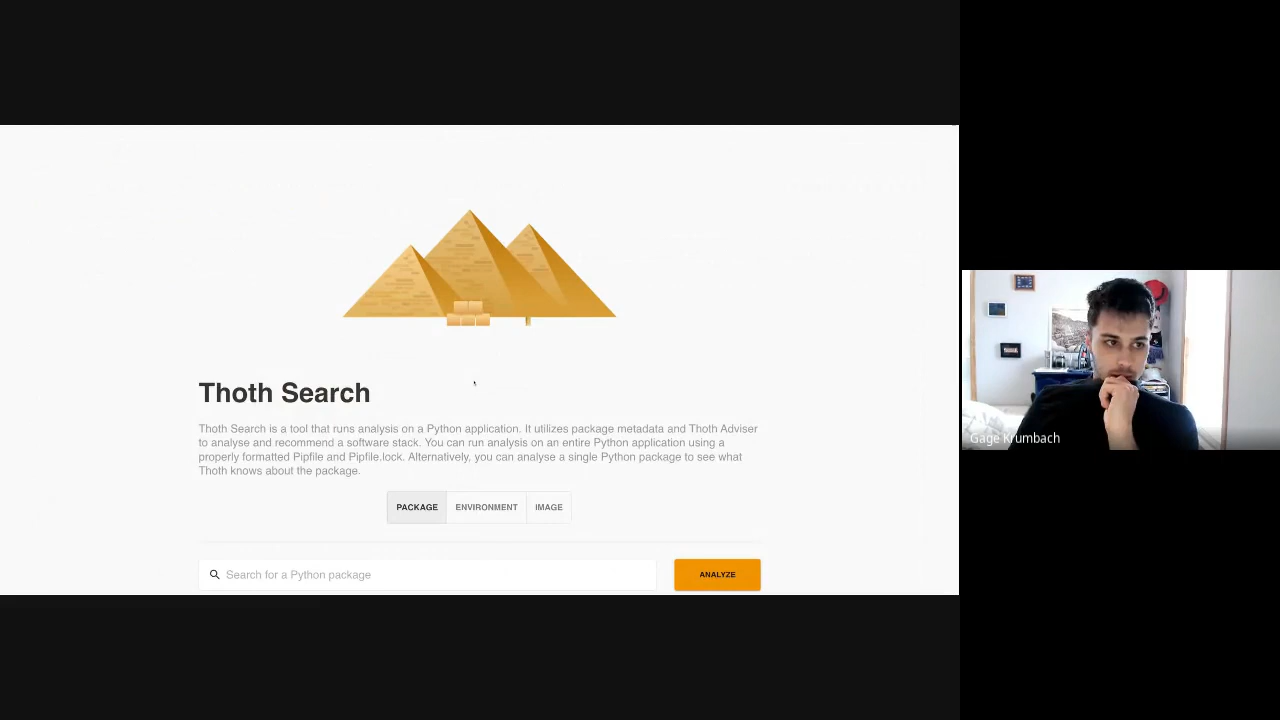 Thoth Search
Thoth Search is a tool that runs analysis on a Python application. It utilizes package metadata and Thoth Adviser
to analyse and recommend a software stack. You can run analysis on an entire Python application using a
properly formatted Pipfile and Pipfile.lock. Alternatively, you can analyse a single Python package to see what
Thoth knows about the package.
PACKAGE ENVIRONMENT IMAGE
Search for a Python package
ANALYZE
Gage Krumbach